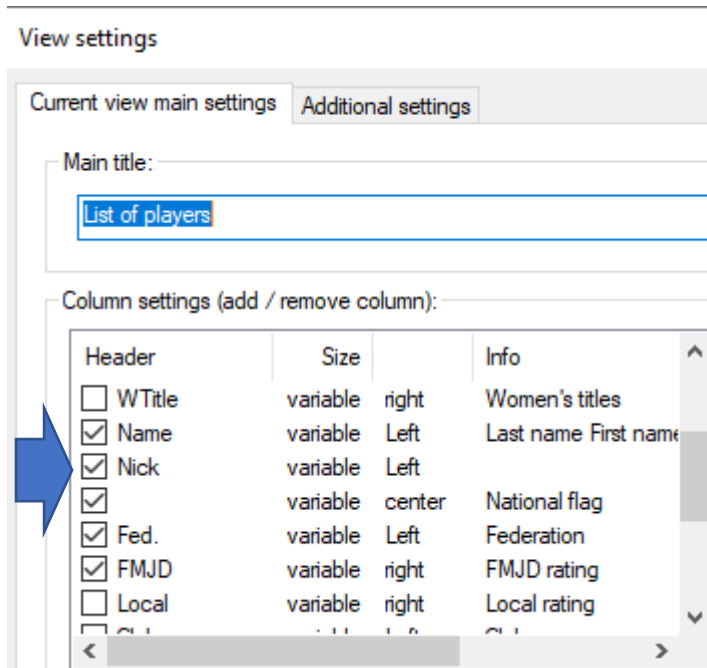 View settings
Current view main settings Additional settings
Main title:
List of players
Column settings (add / remove column):
Header Size Info
WTitle variable right Women's titles
Name variable Left Last name First name
Nick variable Left
variable center National flag
Fed. variable Left Federation
FMJD variable right FMJD rating
Local variable right Local rating